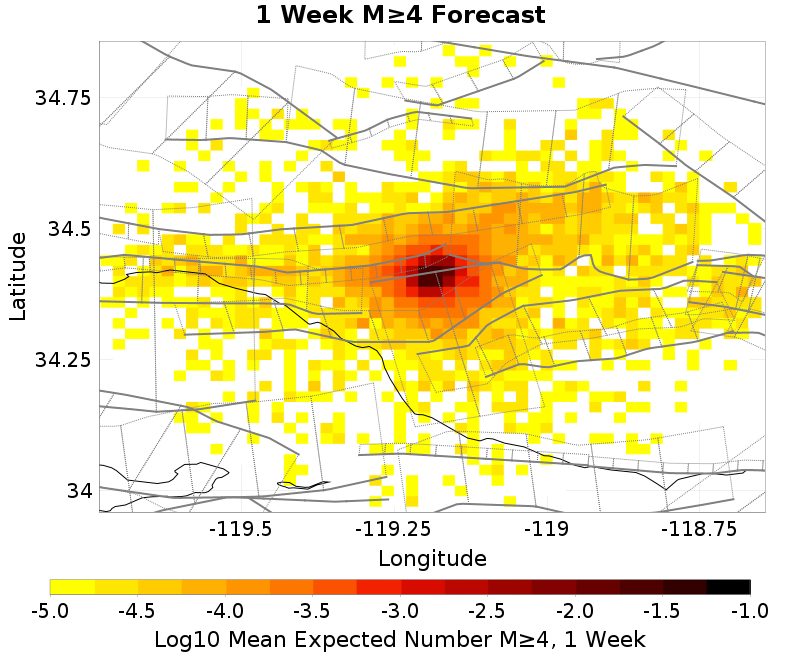 1 Week M≥4 Forecast
34.75
34.5
34.25
34
Latitude
-119.5 -119.25 -119 -118.75
Longitude
-5.0 -4.5 -4.0 -3.5 -3.0 -2.5 -2.0 -1.5 -1.0
Log10 Mean Expected Number M≥4, 1 Week